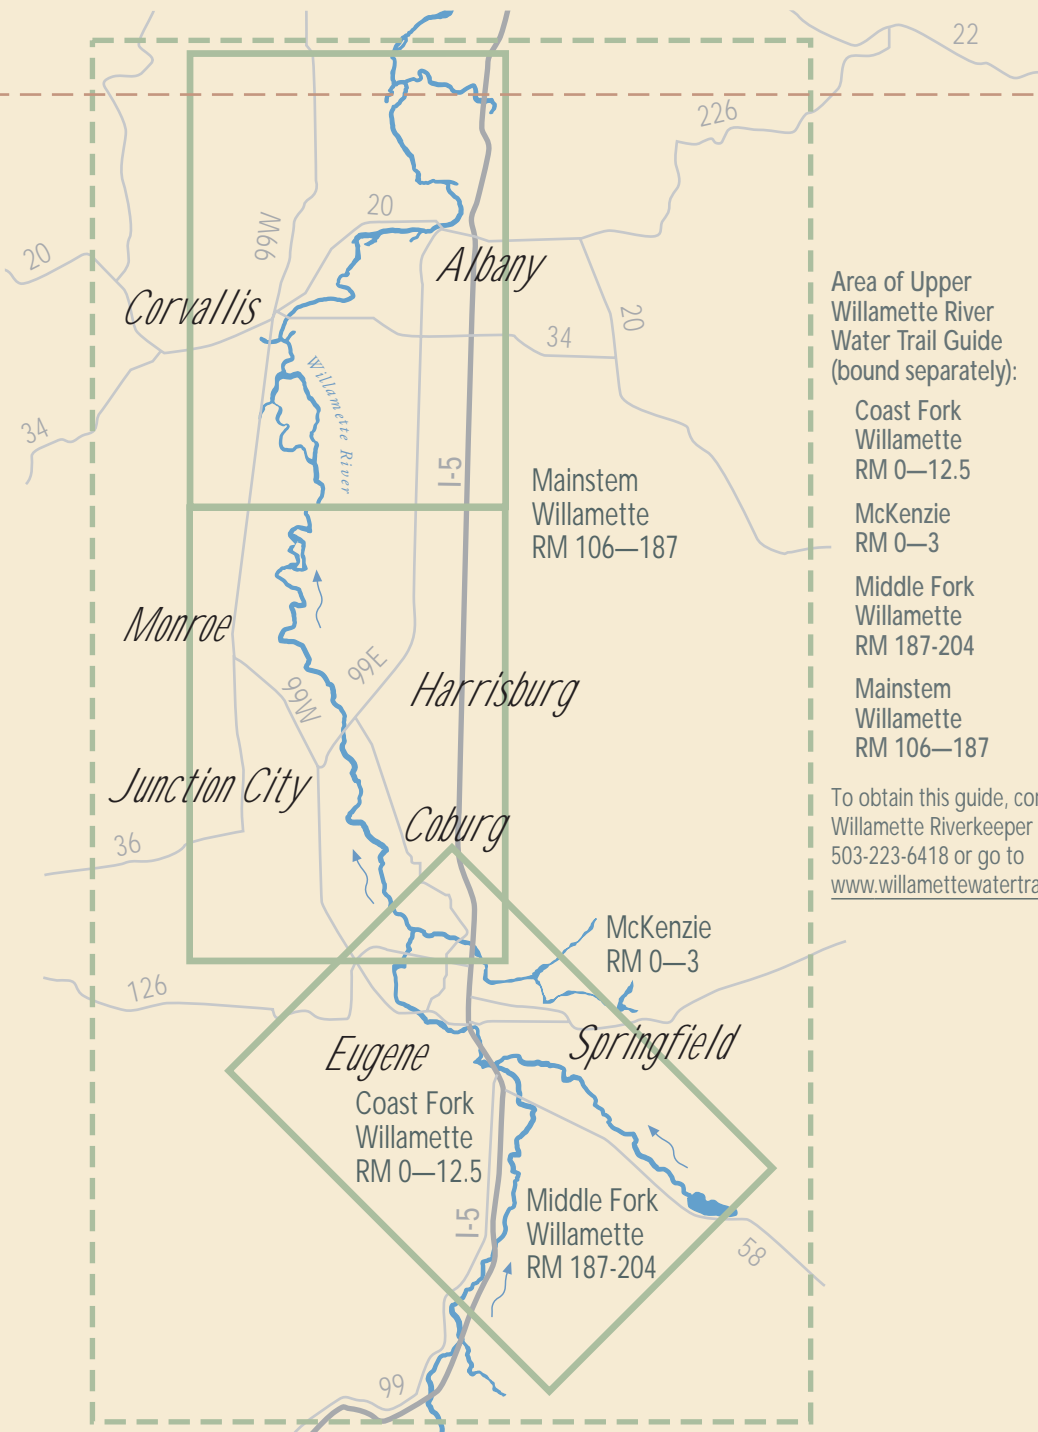 22
226
20
99W
20
Albany
Corvallis
20
34
34
Willamette River
I-5
Mainstem
Willamette
RM 106—187
Monroe
99E
99W
Harrisburg
Junction City
Coburg
36
McKenzie
RM 0—3
126
Eugene
Springfield
Coast Fork
Willamette
RM 0—12.5
Middle Fork
Willamette
RM 187-204
I-5
58
99
Area of Upper
Willamette River
Water Trail Guide
(bound separately):
Coast Fork
Willamette
RM 0—12.5
McKenzie
RM 0—3
Middle Fork
Willamette
RM 187-204
Mainstem
Willamette
RM 106—187
To obtain this guide, con
Willamette Riverkeeper
503-223-6418 or go to
www.willamettewatertra